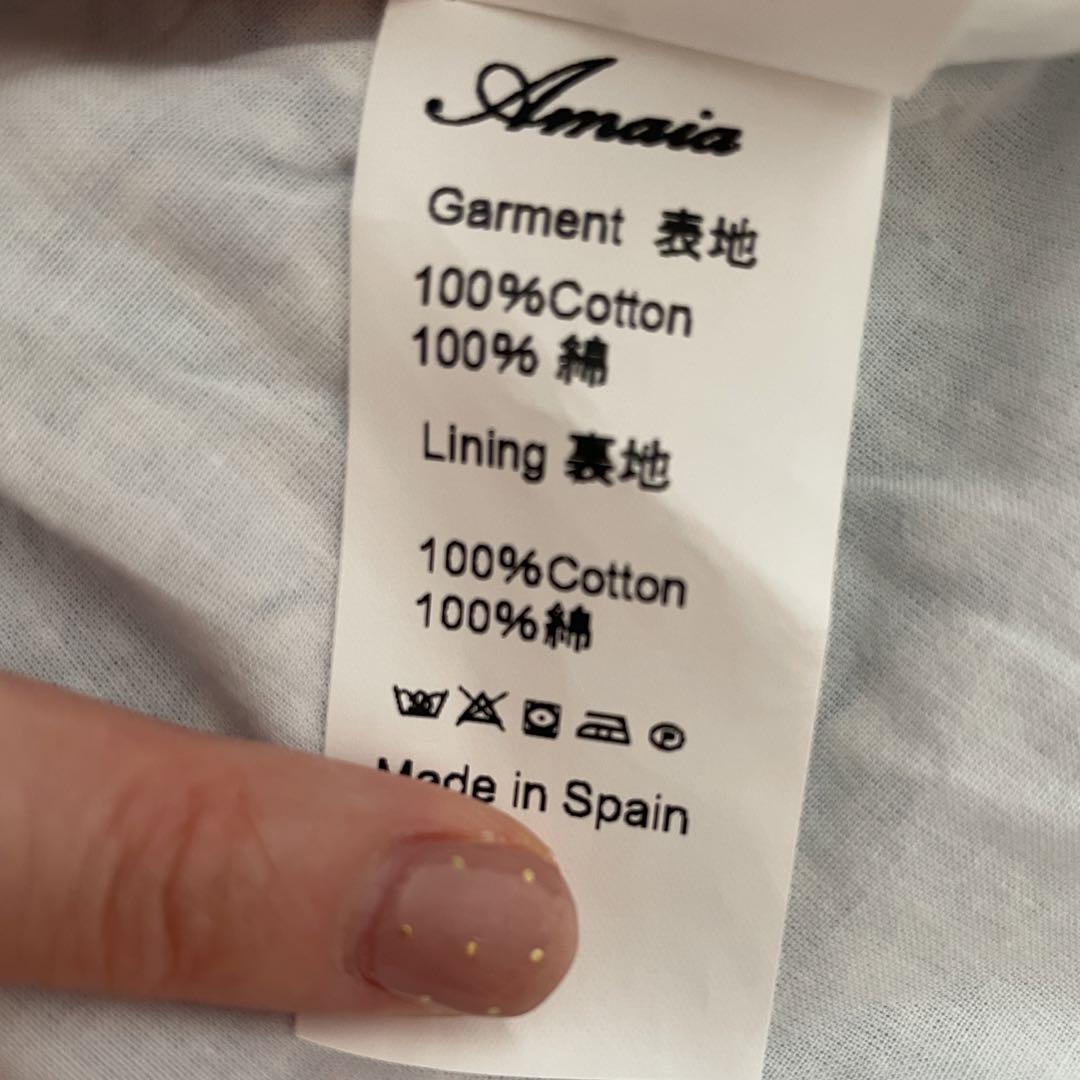 Amaia
Garment 表地
100%Cotton
100% 綿
Lining 裏地
100%Cotton
100%綿
Made in Spain